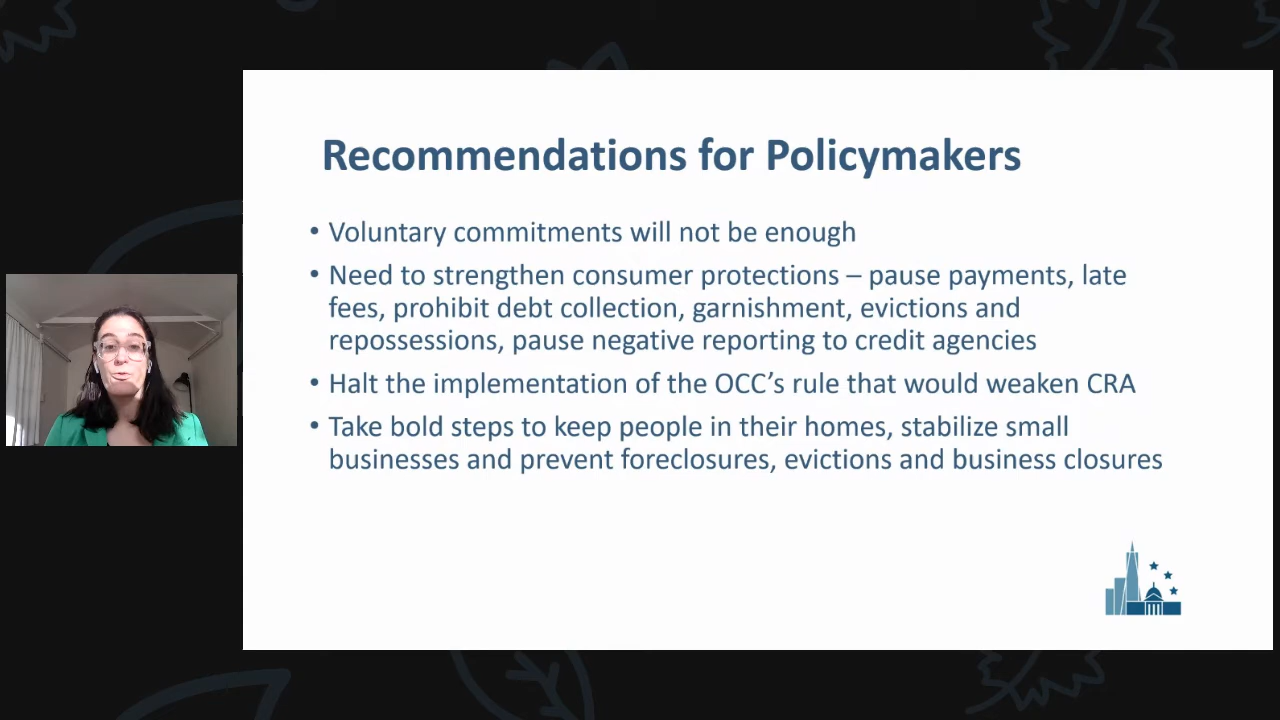 Recommendations for Policymakers
• Voluntary commitments will not be enough
• Need to strengthen consumer protections – pause payments, late
fees, prohibit debt collection, garnishment, evictions and
repossessions, pause negative reporting to credit agencies
• Halt the implementation of the OCC’s rule that would weaken CRA
• Take bold steps to keep people in their homes, stabilize small
businesses and prevent foreclosures, evictions and business closures